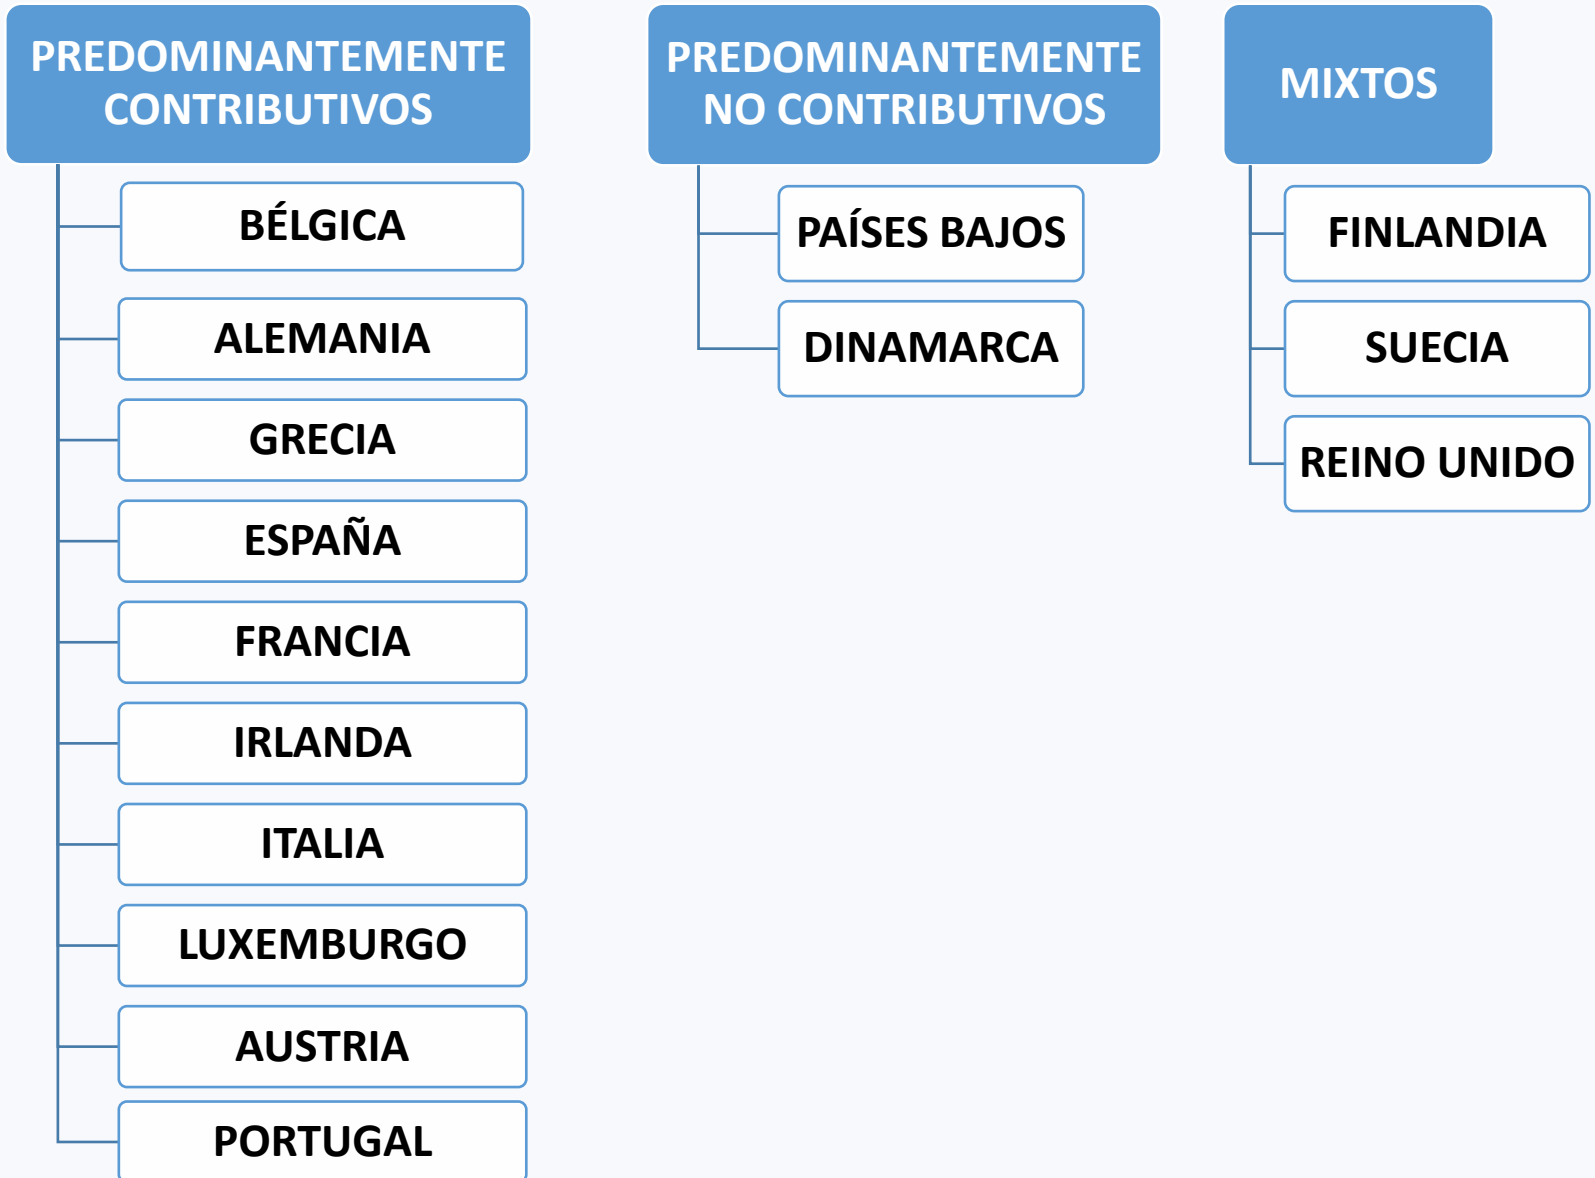 PREDOMINANTEMENTE
CONTRIBUTIVOS
BÉLGICA
ALEMANIA
GRECIA
ESPAÑA
FRANCIA
IRLANDA
ITALIA
LUXEMBURGO
AUSTRIA
PORTUGAL
PREDOMINANTEMENTE
NO CONTRIBUTIVOS
PAÍSES BAJOS
DINAMARCA
MIXTOS
FINLANDIA
SUECIA
REINO UNIDO